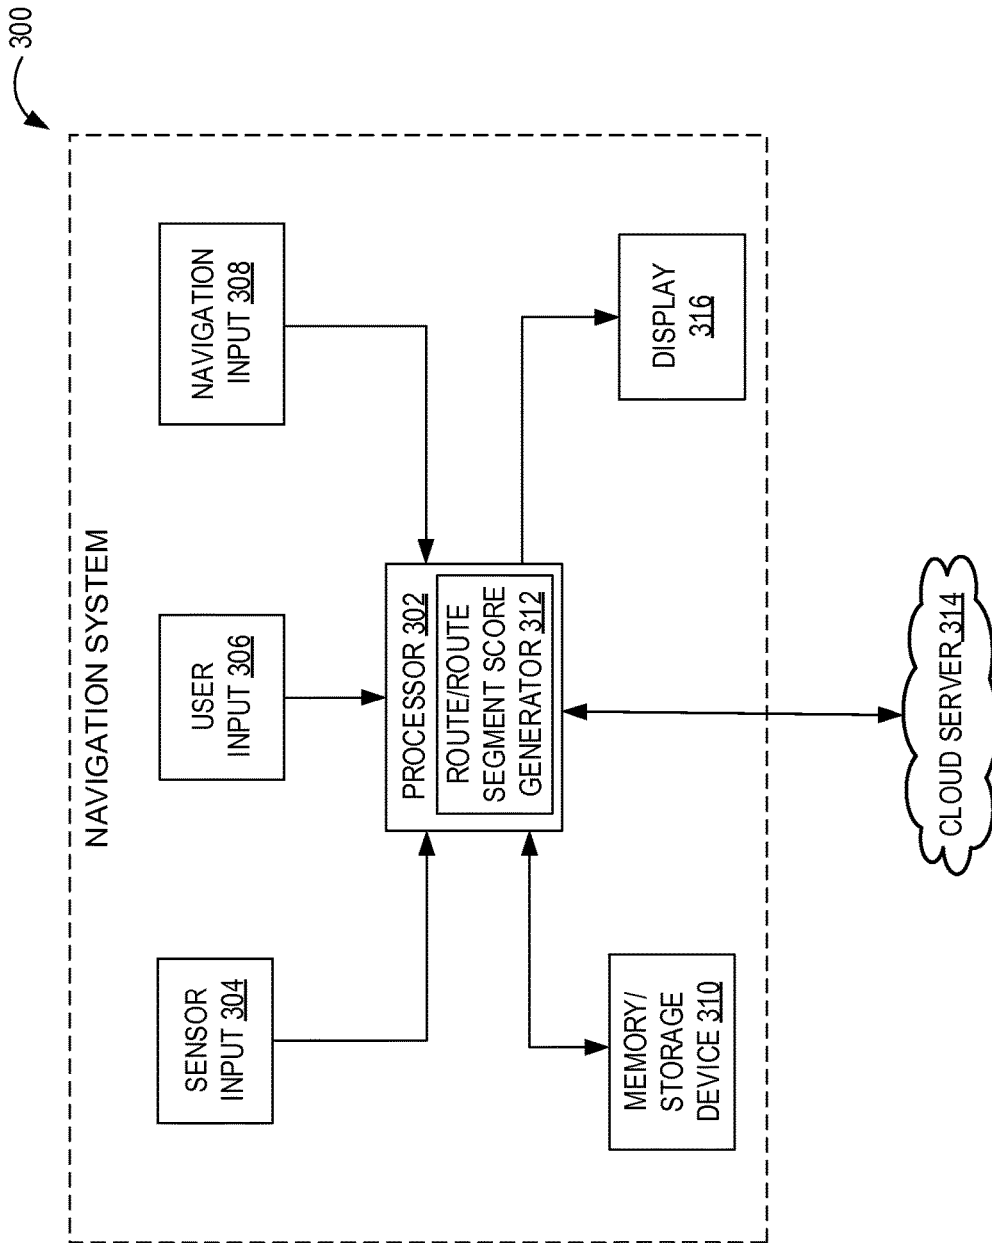 300
NAVIGATION SYSTEM
SENSOR
INPUT 304
USER
INPUT 306
NAVIGATION
INPUT 308
PROCESSOR 302
ROUTE/ROUTE
SEGMENT SCORE
GENERATOR 312
MEMORY/
STORAGE
DEVICE 310
DISPLAY
316
CLOUD SERVER 314